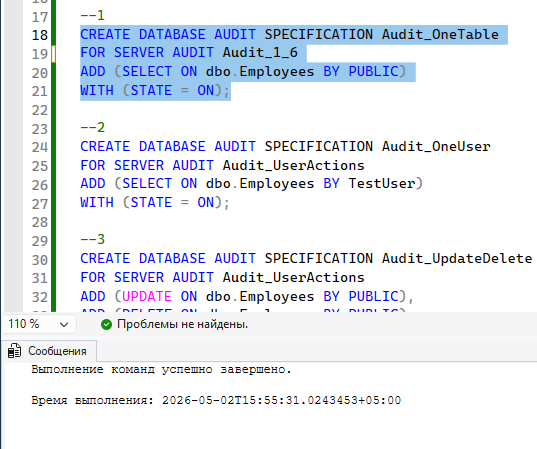 16
17 --1
18 CREATE DATABASE AUDIT SPECIFICATION Audit_OneTable
19 FOR SERVER AUDIT Audit_1_6
20 ADD (SELECT ON dbo.Employees BY PUBLIC)
21 WITH (STATE = ON);
22
23 --2
24 CREATE DATABASE AUDIT SPECIFICATION Audit_OneUser
25 FOR SERVER AUDIT Audit_UserActions
26 ADD (SELECT ON dbo.Employees BY TestUser)
27 WITH (STATE = ON);
28
29 --3
30 CREATE DATABASE AUDIT SPECIFICATION Audit_UpdateDelete
31 FOR SERVER AUDIT Audit_UserActions
32 ADD (UPDATE ON dbo.Employees BY PUBLIC),
ADD (DELETE ON dbo.Employees BY PUBLIC)
110 % Проблемы не найдены.
Сообщения
Выполнение команд успешно завершено.
Время выполнения: 2026-05-02T15:55:31.0243453+05:00